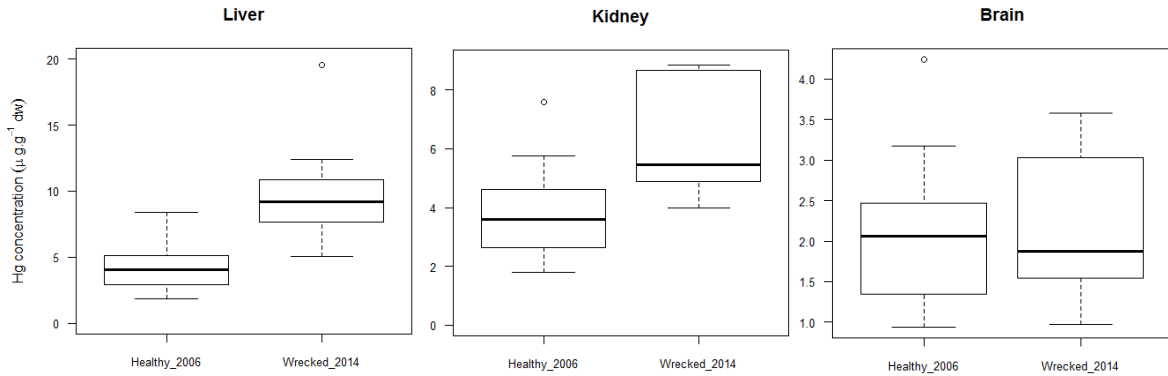 Liver
Kidney
Brain
Hg concentration (μ g.g⁻¹ dw)
20
15
10
5
0
Healthy_2006
Wrecked_2014
8
6
4
2
0
Healthy_2006
Wrecked_2014
4.0
3.5
3.0
2.5
2.0
1.5
1.0
Healthy_2006
Wrecked_2014